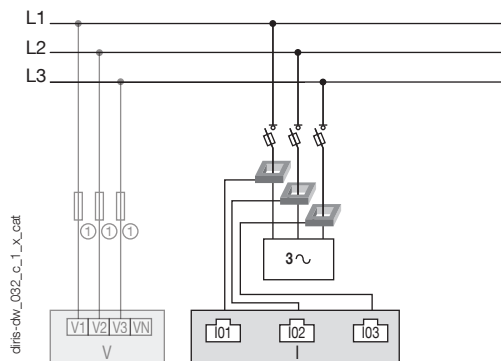 L1
L2
L3
① ① ①
3∿
V1 V2 V3 VN
V
I01 I02 I03
I
diris-dw_032_c_1_x_cat